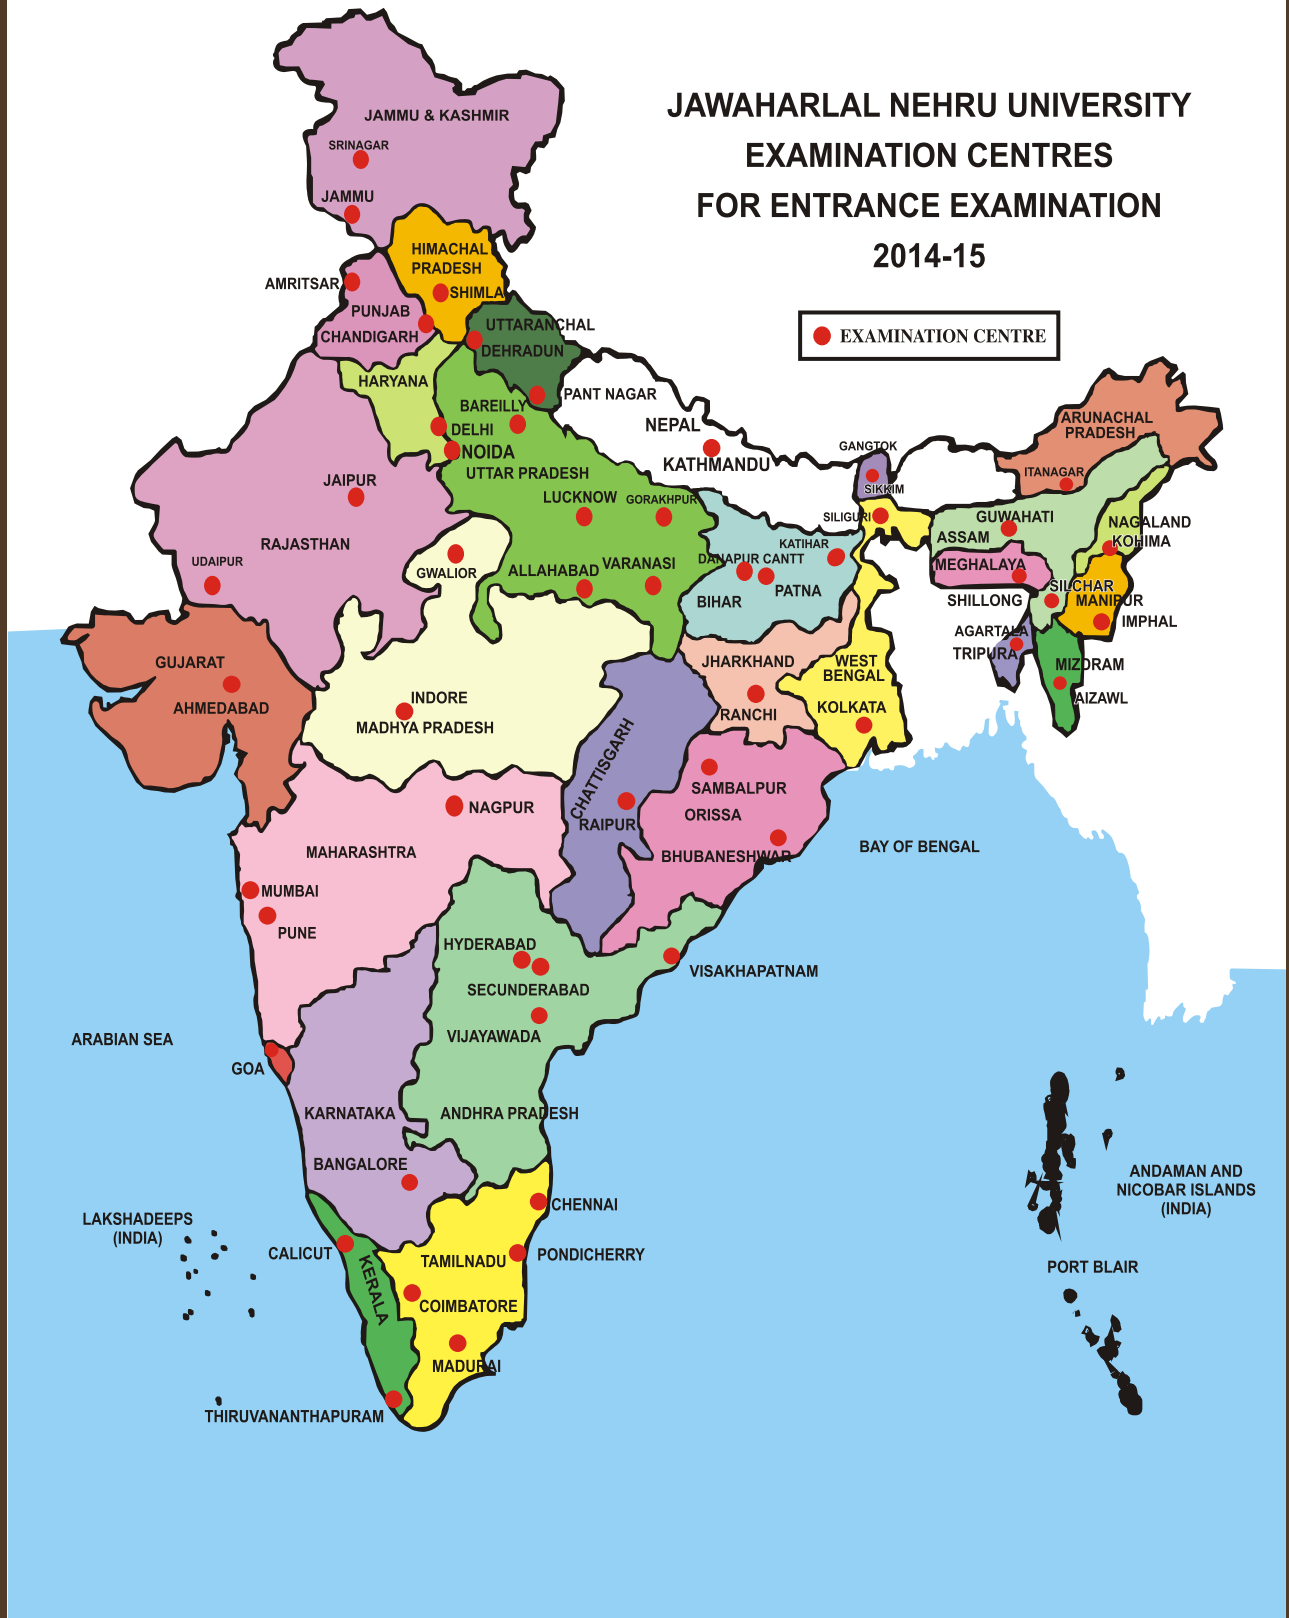 JAWAHARLAL NEHRU UNIVERSITY
EXAMINATION CENTRES
FOR ENTRANCE EXAMINATION
2014-15
EXAMINATION CENTRE
JAMMU & KASHMIR
SRINAGAR
JAMMU
HIMACHAL
PRADESH
SHIMLA
AMRITSAR
PUNJAB
CHANDIGARH
UTTARANCHAL
DEHRADUN
PANT NAGAR
HARYANA
BAREILLY
DELHI
NOIDA
UTTAR PRADESH
NEPAL
KATHMANDU
GANGTOK
SIKKIM
SILIGURI
ARUNACHAL
PRADESH
ITANAGAR
JAIPUR
RAJASTHAN
UDAIPUR
LUCKNOW
GORAKHPUR
GWALIOR
ALLAHABAD
VARANASI
KATIHAR
DANAPUR CANTT
PATNA
BIHAR
GUWAHATI
ASSAM
NAGALAND
KOHIMA
MEGHALAYA
SHILLONG
SILCHAR
MANIPUR
IMPHAL
AGARTALA
TRIPURA
MIZORAM
AIZAWL
GUJARAT
AHMEDABAD
INDORE
MADHYA PRADESH
JHARKHAND
RANCHI
WEST
BENGAL
KOLKATA
CHATTISGARH
RAIPUR
SAMBALPUR
ORISSA
BHUBANESHWAR
BAY OF BENGAL
NAGPUR
MAHARASHTRA
MUMBAI
PUNE
HYDERABAD
SECUNDERABAD
VISAKHAPATNAM
VIJAYAWADA
ARABIAN SEA
GOA
KARNATAKA
ANDHRA PRADESH
BANGALORE
CHENNAI
LAKSHADEEPS
(INDIA)
CALICUT
KERALA
TAMILNADU
PONDICHERRY
COIMBATORE
MADURAI
THIRUVANANTHAPURAM
ANDAMAN AND
NICOBAR ISLANDS
(INDIA)
PORT BLAIR